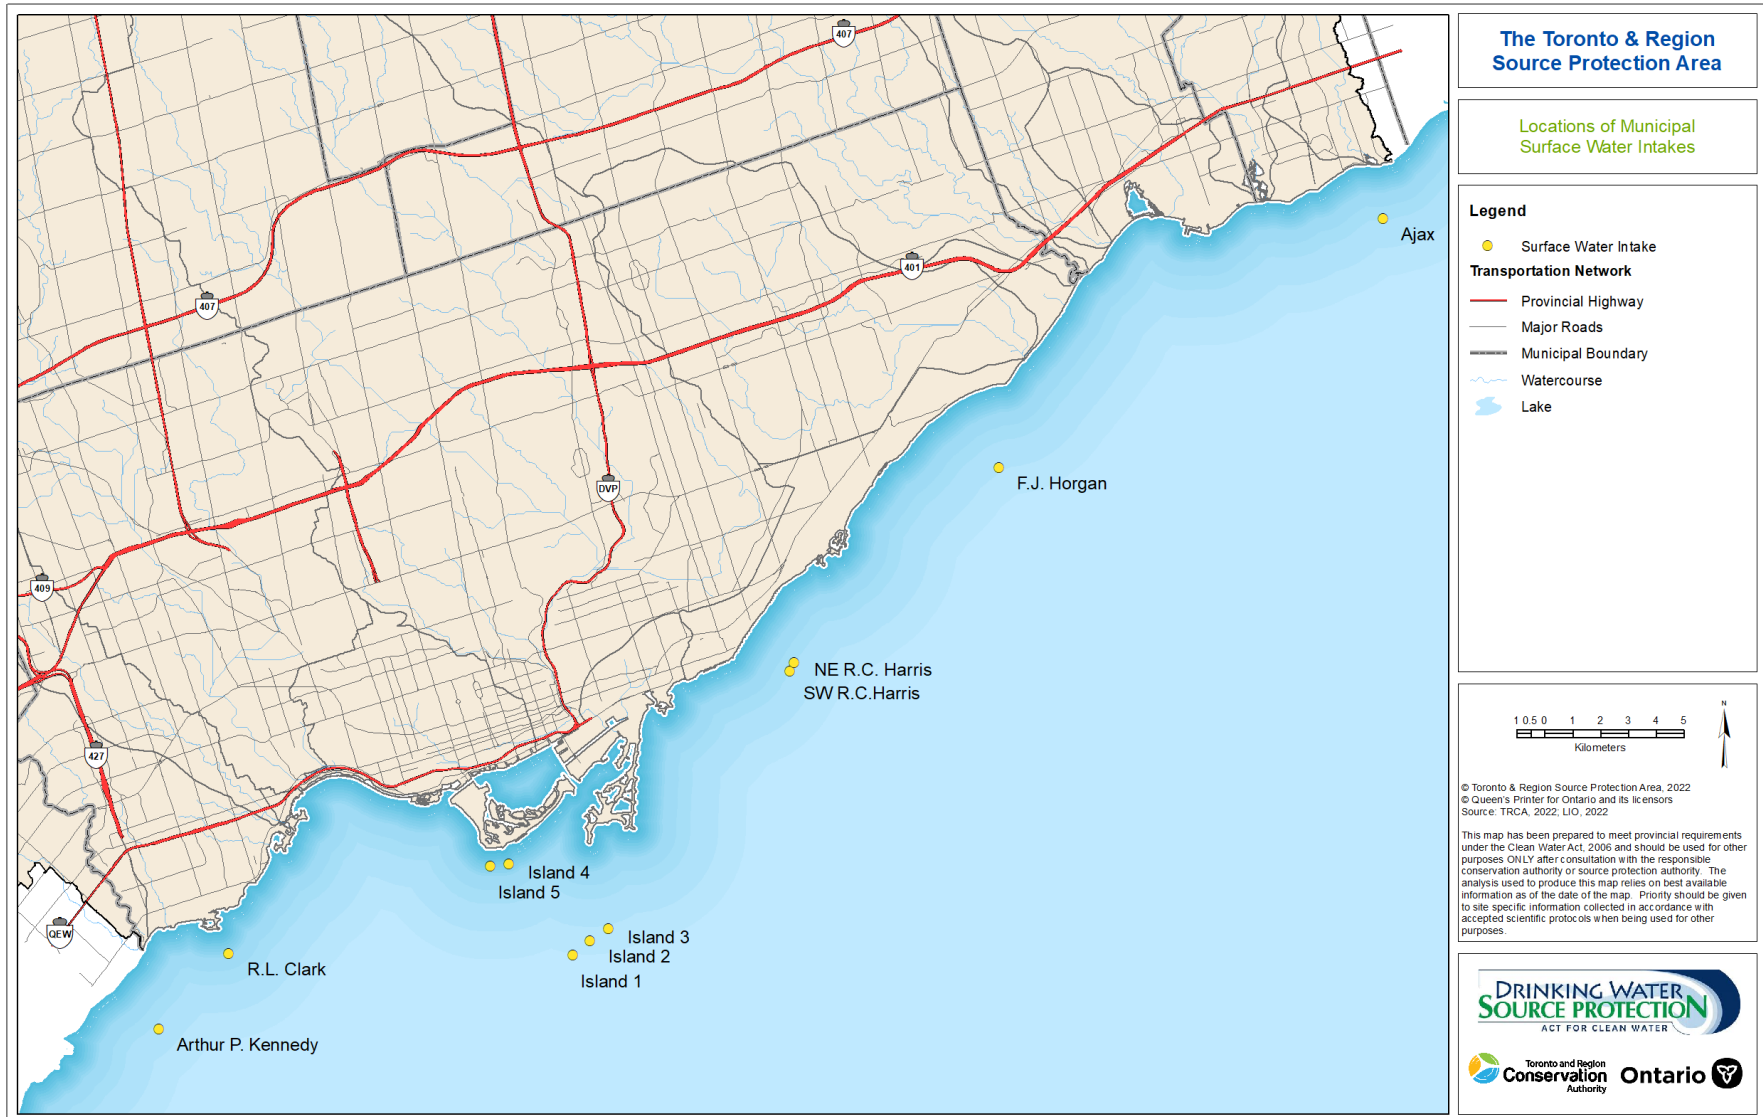 407
407
401
DVP
409
427
QEW
Ajax
F.J. Horgan
NE R.C. Harris
SW R.C.Harris
Island 4
Island 5
Island 3
Island 2
Island 1
R.L. Clark
Arthur P. Kennedy
The Toronto & Region
Source Protection Area
Locations of Municipal
Surface Water Intakes
Legend
Surface Water Intake
Transportation Network
Provincial Highway
Major Roads
Municipal Boundary
Watercourse
Lake
N
1 0.5 0 1 2 3 4 5
Kilometers
© Toronto & Region Source Protection Area, 2022
© Queen's Printer for Ontario and its licensors
Source: TRCA, 2022; LIO, 2022
This map has been prepared to meet provincial requirements
under the Clean Water Act, 2006 and should be used for other
purposes ONLY after consultation with the responsible
conservation authority or source protection authority. The
analysis used to produce this map relies on best available
information as of the date of the map. Priority should be given
to site specific information collected in accordance with
accepted scientific protocols when being used for other
purposes.
DRINKING WATER
SOURCE PROTECTION
ACT FOR CLEAN WATER
Toronto and Region
Conservation
Authority
Ontario